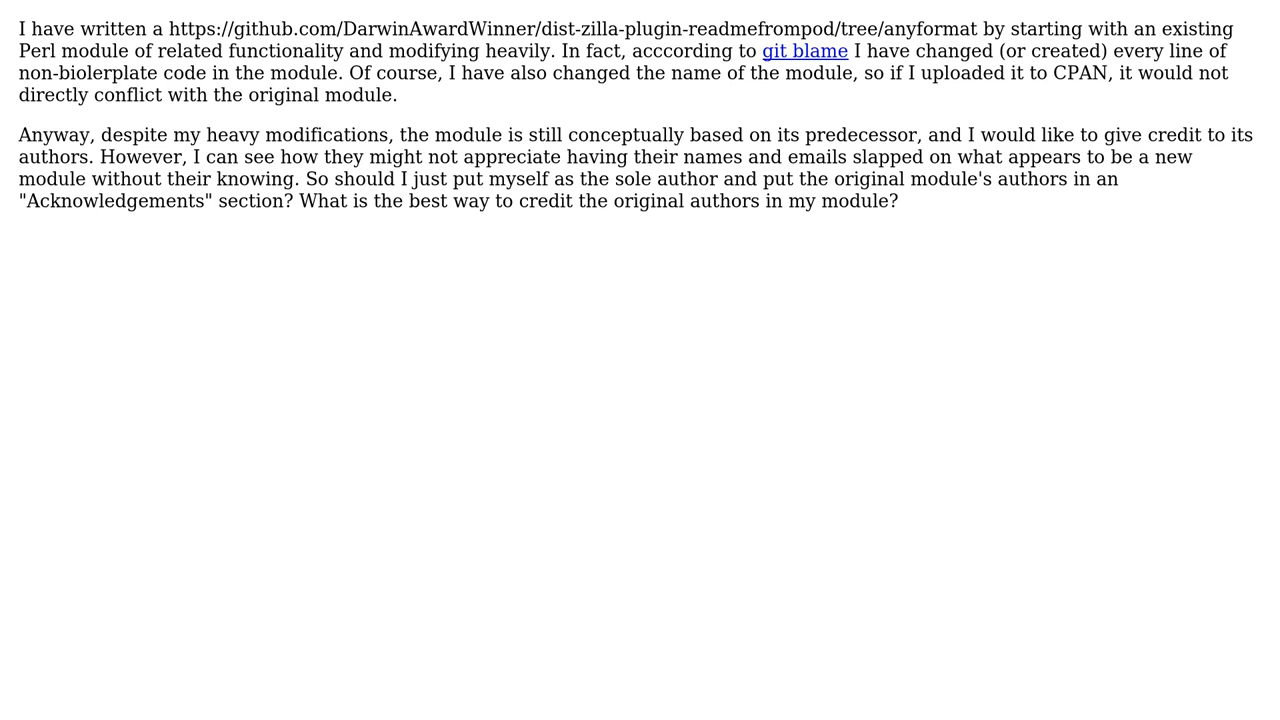 I have written a https://github.com/DarwinAwardWinner/dist-zilla-plugin-readmefrompod/tree/anyformat by starting with an existing
Perl module of related functionality and modifying heavily. In fact, acccording to git blame I have changed (or created) every line of
non-biolerplate code in the module. Of course, I have also changed the name of the module, so if I uploaded it to CPAN, it would not
directly conflict with the original module.
Anyway, despite my heavy modifications, the module is still conceptually based on its predecessor, and I would like to give credit to its
authors. However, I can see how they might not appreciate having their names and emails slapped on what appears to be a new
module without their knowing. So should I just put myself as the sole author and put the original module's authors in an
"Acknowledgements" section? What is the best way to credit the original authors in my module?